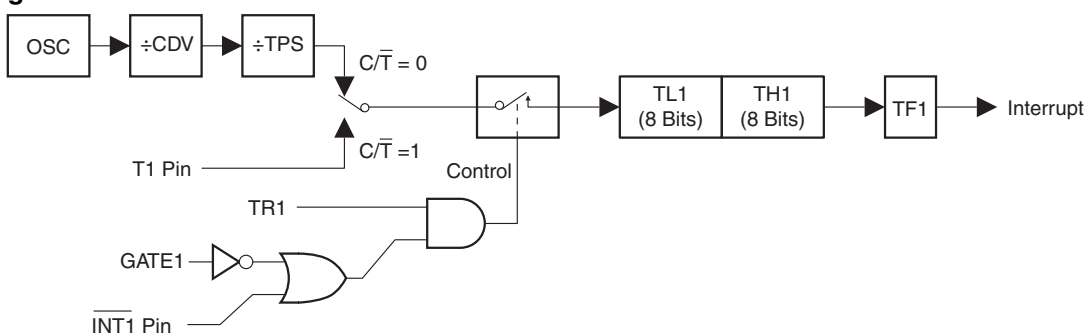 OSC
÷CDV
÷TPS
C/T̅ = 0
TL1
(8 Bits)
TH1
(8 Bits)
TF1
Interrupt
C/T̅ =1
T1 Pin
Control
TR1
GATE1
I̅N̅T̅1̅ Pin